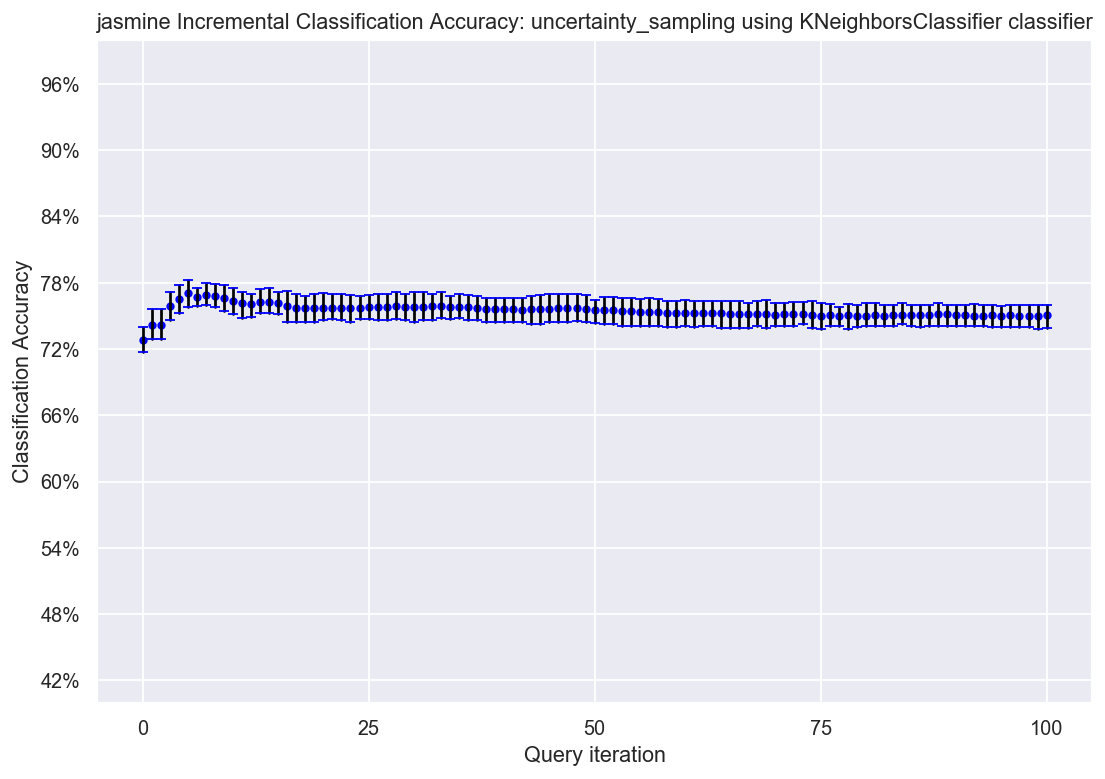 jasmine Incremental Classification Accuracy: uncertainty_sampling using KNeighborsClassifier classifier
96%
90%
84%
78%
72%
66%
60%
54%
48%
42%
Classification Accuracy
0 25 50 75 100
Query iteration